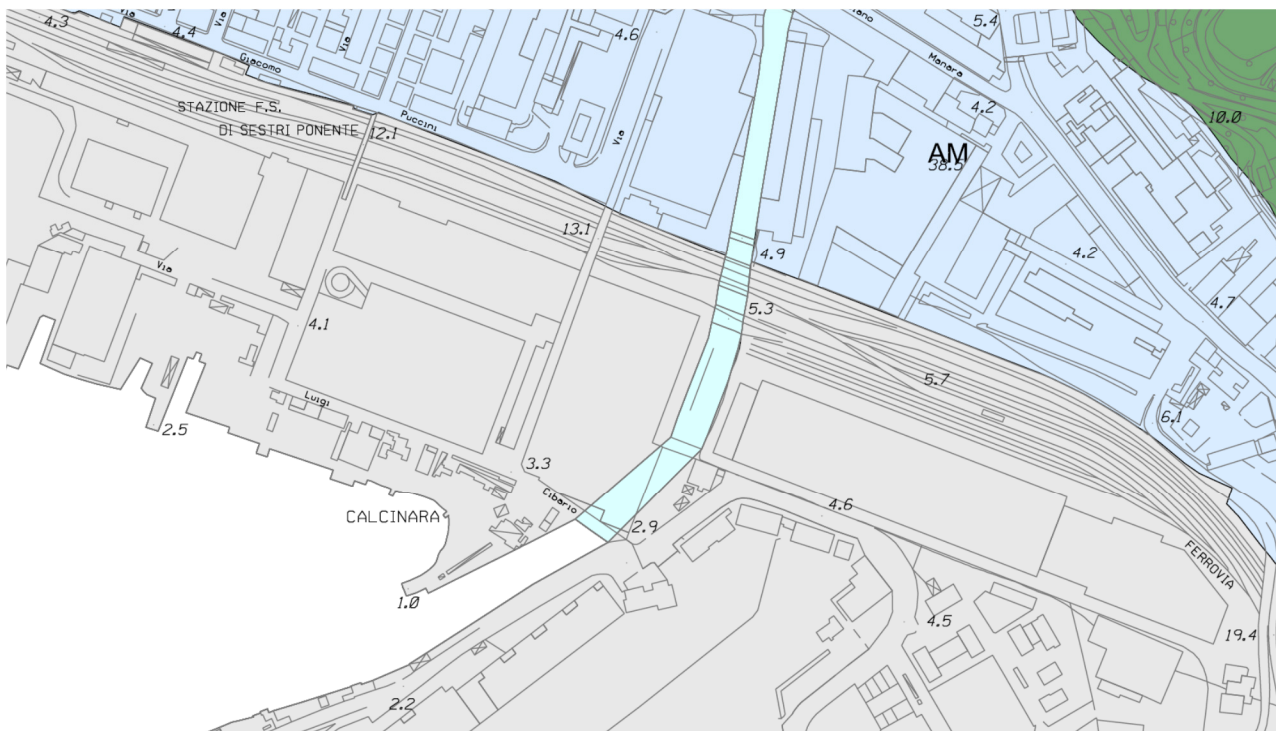 4.3
Via
4.4
Via
Via
4.6
iano
5.4
Giacomo
Manara
STAZIONE F.S.
DI SESTRI PONENTE
12.1
Puccini
Via
4.2
10.0
AM
38.5
13.1
4.9
4.2
Via
4.1
5.3
4.7
5.7
Luigi
6.1
2.5
3.3
Cibario
CALCINARA
2.9
4.6
FERROVIA
1.0
4.5
19.4
2.2